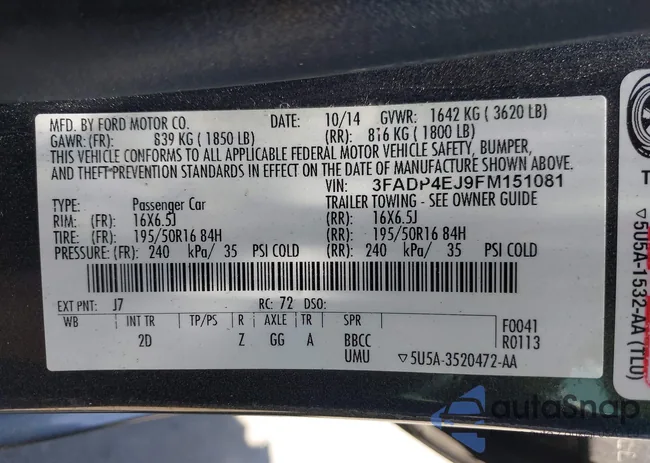 MFD. BY FORD MOTOR CO. DATE: 10/14 GVWR: 1642 KG ( 3620 LB)
GAWR: (FR): 839 KG ( 1850 LB) (RR): 816 KG ( 1800 LB)
THIS VEHICLE CONFORMS TO ALL APPLICABLE FEDERAL MOTOR VEHICLE SAFETY, BUMPER,
AND THEFT PREVENTION STANDARDS IN EFFECT ON THE DATE OF MANUFACTURE SHOWN ABOVE.
VIN: 3FADP4EJ9FM151081
TYPE: Passenger Car TRAILER TOWING - SEE OWNER GUIDE
RIM: (FR): 16X6.5J (RR): 16X6.5J
TIRE: (FR): 195/50R16 84H (RR): 195/50R16 84H
PRESSURE: (FR): 240 kPa/ 35 PSI COLD (RR): 240 kPa/ 35 PSI COLD
EXT PNT: J7 RC: 72 DSO:
WB INT TR TP/PS R AXLE TR SPR F0041
2D Z GG A BBCC R0113
UMU ▽5U5A-3520472-AA
▽5U5A-1532-AA (TLU)
autoSnap